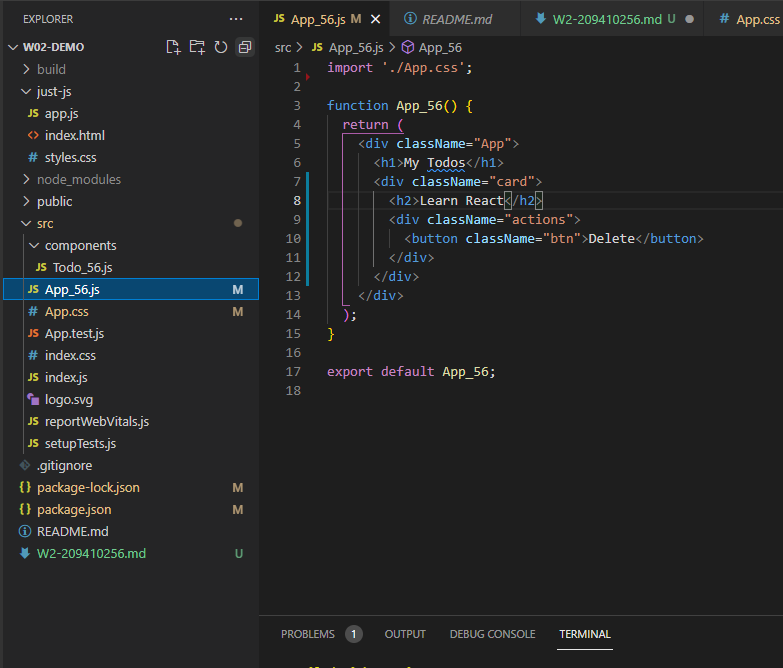 EXPLORER
W02-DEMO
build
just-js
JS app.js
<> index.html
# styles.css
node_modules
public
src
components
JS Todo_56.js
JS App_56.js M
# App.css M
JS App.test.js
# index.css
JS index.js
logo.svg
JS reportWebVitals.js
JS setupTests.js
.gitignore
{} package-lock.json M
{} package.json M
README.md
W2-209410256.md U
JS App_56.js M
README.md
W2-209410256.md U
# App.css
src > JS App_56.js > App_56
1 import './App.css';
2
3 function App_56() {
4 return (
5 <div className="App">
6 <h1>My Todos</h1>
7 <div className="card">
8 <h2>Learn React</h2>
9 <div className="actions">
10 <button className="btn">Delete</button>
11 </div>
12 </div>
13 </div>
14 );
15 }
16
17 export default App_56;
18
PROBLEMS 1 OUTPUT DEBUG CONSOLE TERMINAL